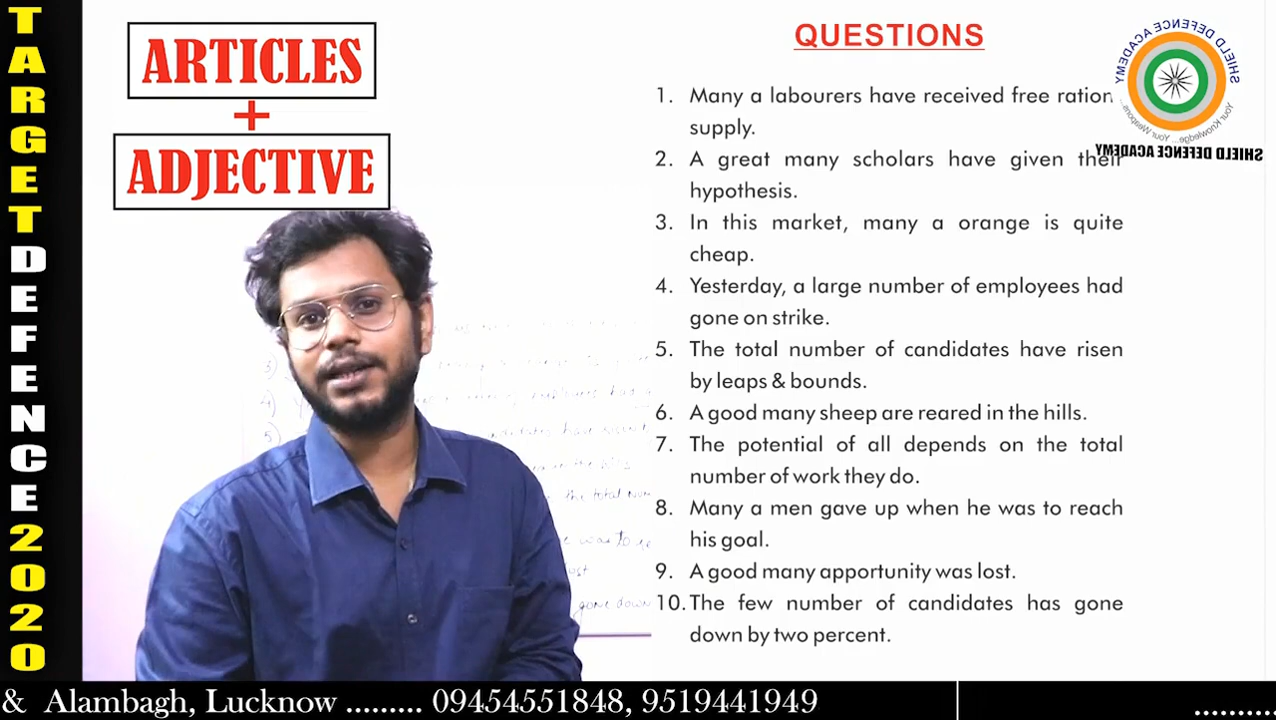 TARGET DEFENCE 2020
ARTICLES
+
ADJECTIVE
QUESTIONS
1. Many a labourers have received free ration
supply.
2. A great many scholars have given their
hypothesis.
3. In this market, many a orange is quite
cheap.
4. Yesterday, a large number of employees had
gone on strike.
5. The total number of candidates have risen
by leaps & bounds.
6. A good many sheep are reared in the hills.
7. The potential of all depends on the total
number of work they do.
8. Many a men gave up when he was to reach
his goal.
9. A good many apportunity was lost.
10. The few number of candidates has gone
down by two percent.
SHIELD DEFENCE ACADEMY
Your Knowledge... Your Weapons...
SHIELD DEFENCE ACADEMY
& Alambagh, Lucknow ......... 09454551848, 9519441949
..........